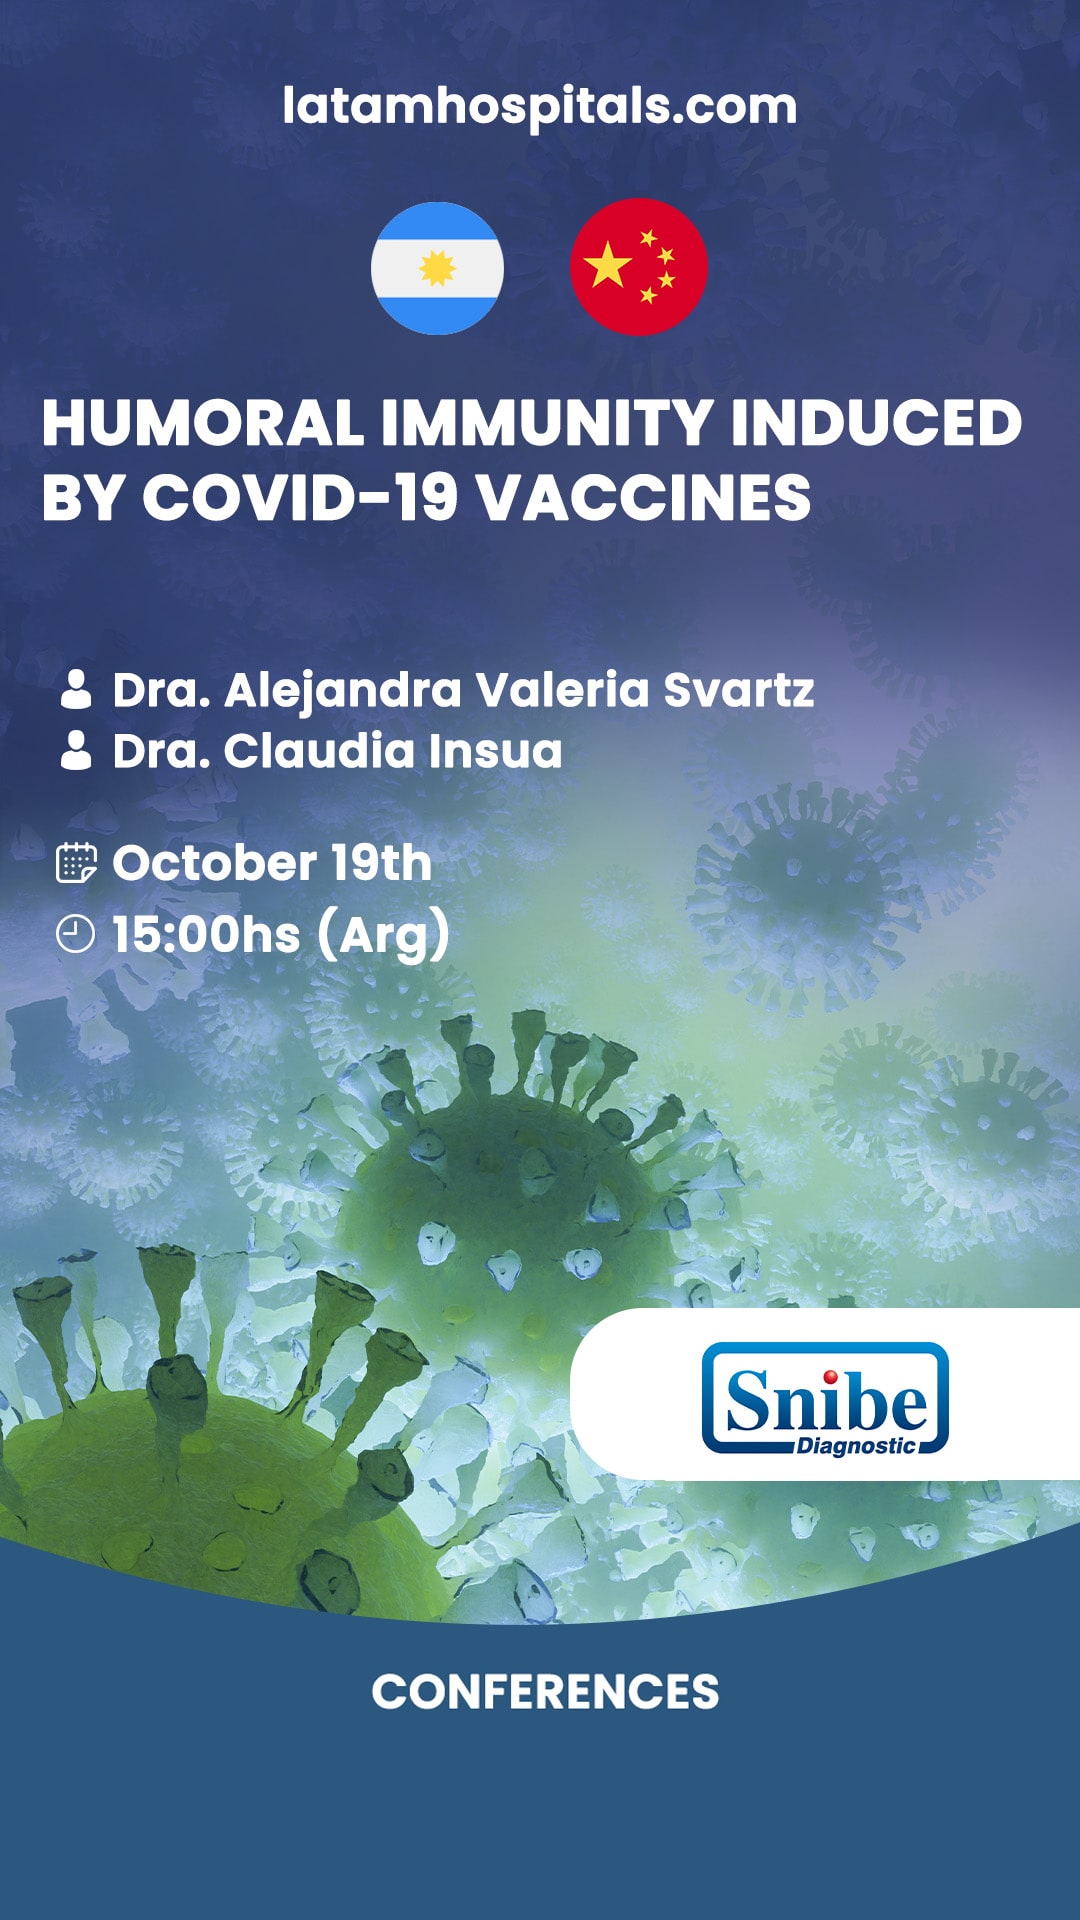 latamhospitals.com
HUMORAL IMMUNITY INDUCED
BY COVID-19 VACCINES
Dra. Alejandra Valeria Svartz
Dra. Claudia Insua
October 19th
15:00hs (Arg)
Snibe
Diagnostic
CONFERENCES